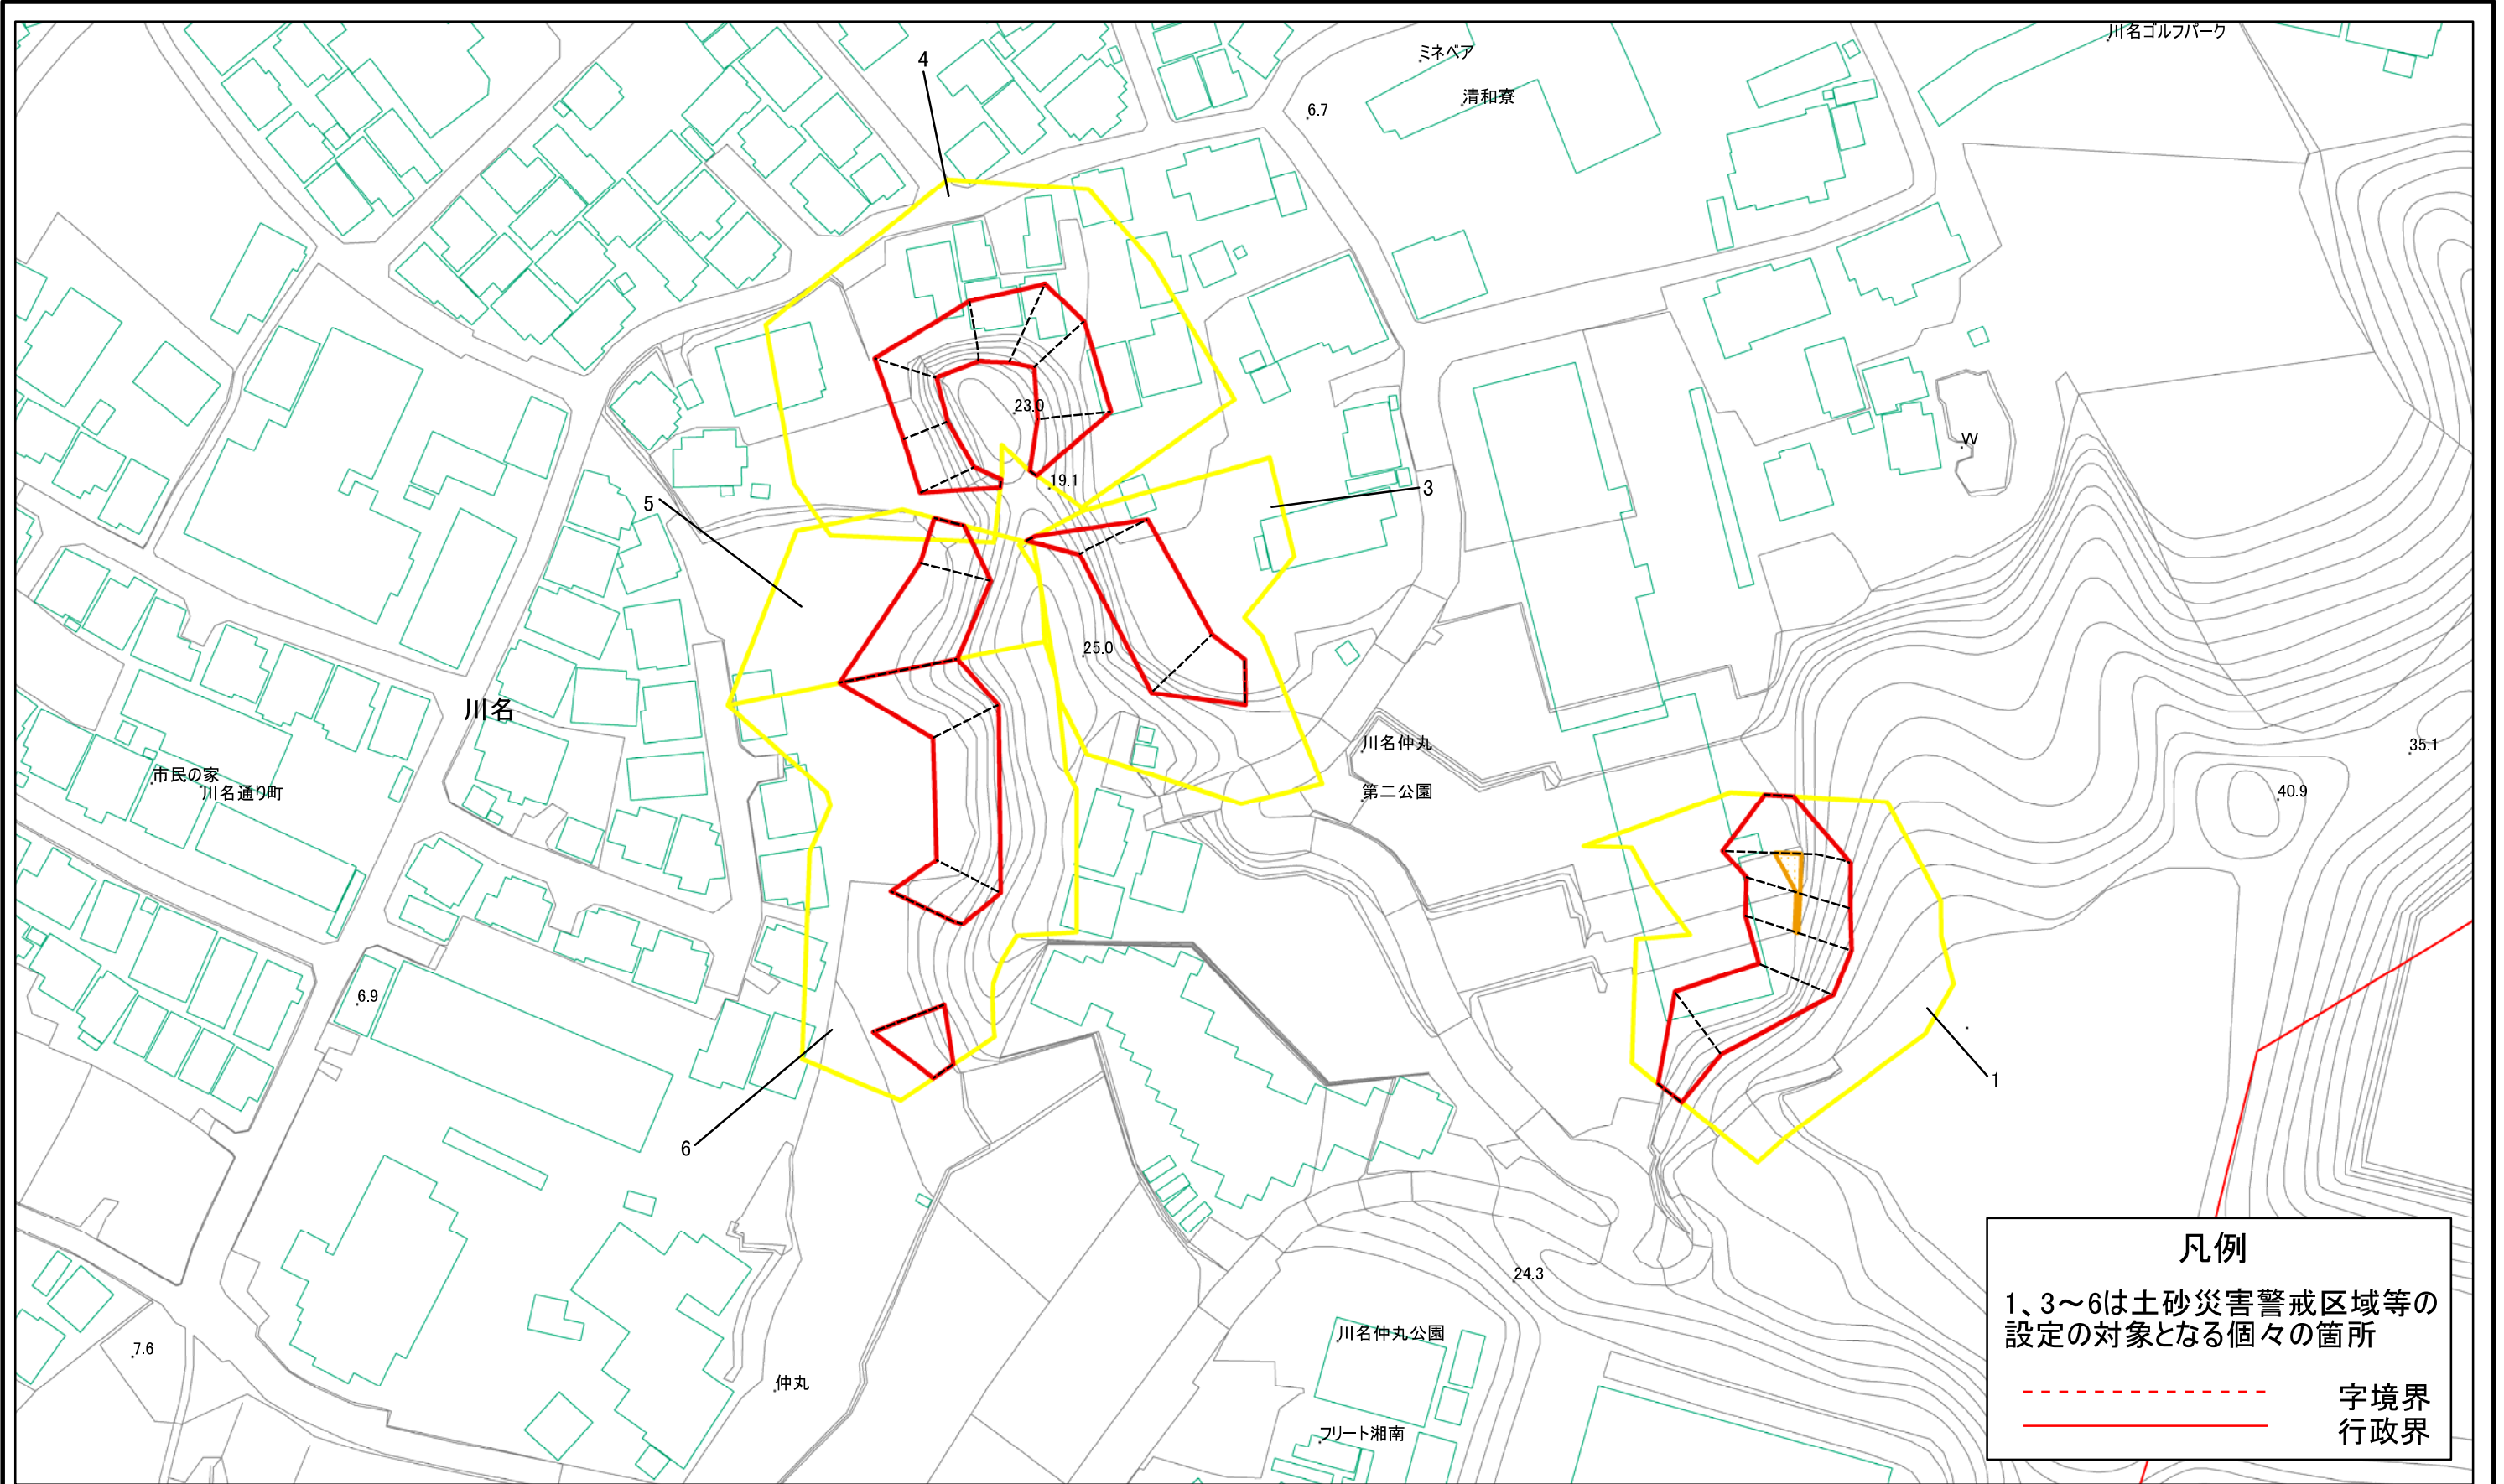 川名ゴルフパーク
ミネベア
4
清和寮
6.7
23.0
W
19.1
3
5
25.0
川名
川名仲丸
第二公園
35.1
市民の家
川名通り町
40.9
6.9
1
6
24.3
川名仲丸公園
7.6
仲丸
フリート湘南
凡例
1、3～6は土砂災害警戒区域等の
設定の対象となる個々の箇所
字境界
行政界